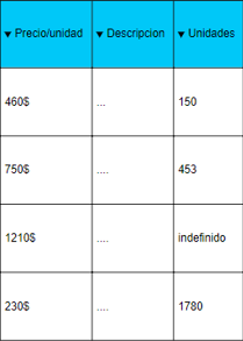 ▼ Precio/unidad ▼ Descripcion ▼ Unidades
460$ ... 150
750$ .... 453
1210$ .... indefinido
230$ .... 1780